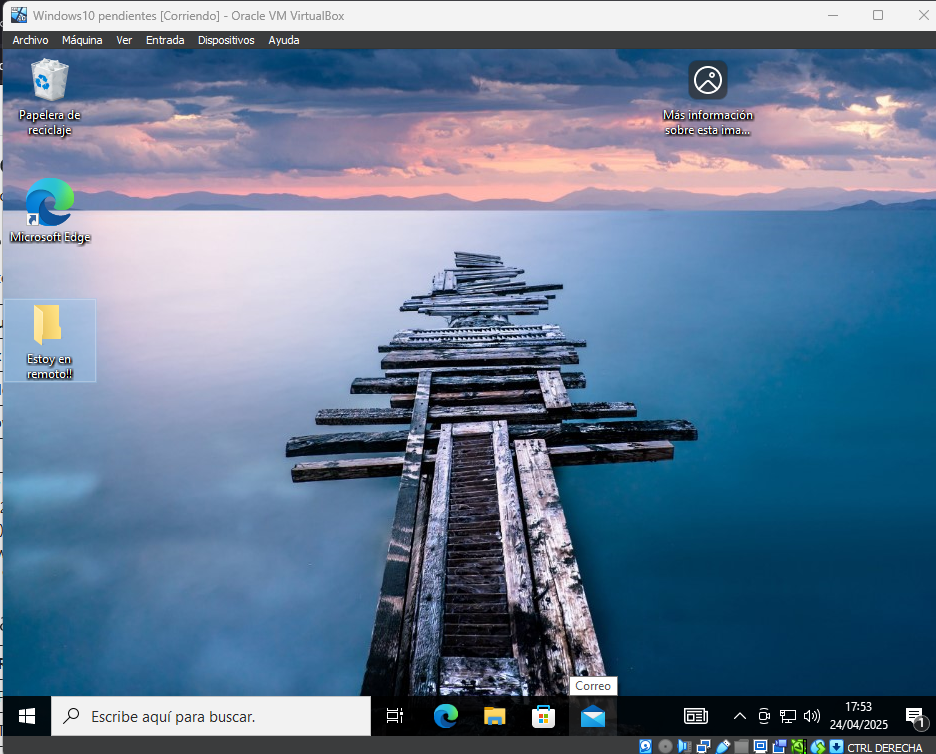 Windows10 pendientes [Corriendo] - Oracle VM VirtualBox
Archivo Máquina Ver Entrada Dispositivos Ayuda
Papelera de
reciclaje
Más información
sobre esta ima...
Microsoft Edge
Estoy en
remoto!!
Correo
Escribe aquí para buscar.
17:53
24/04/2025
1
CTRL DERECHA